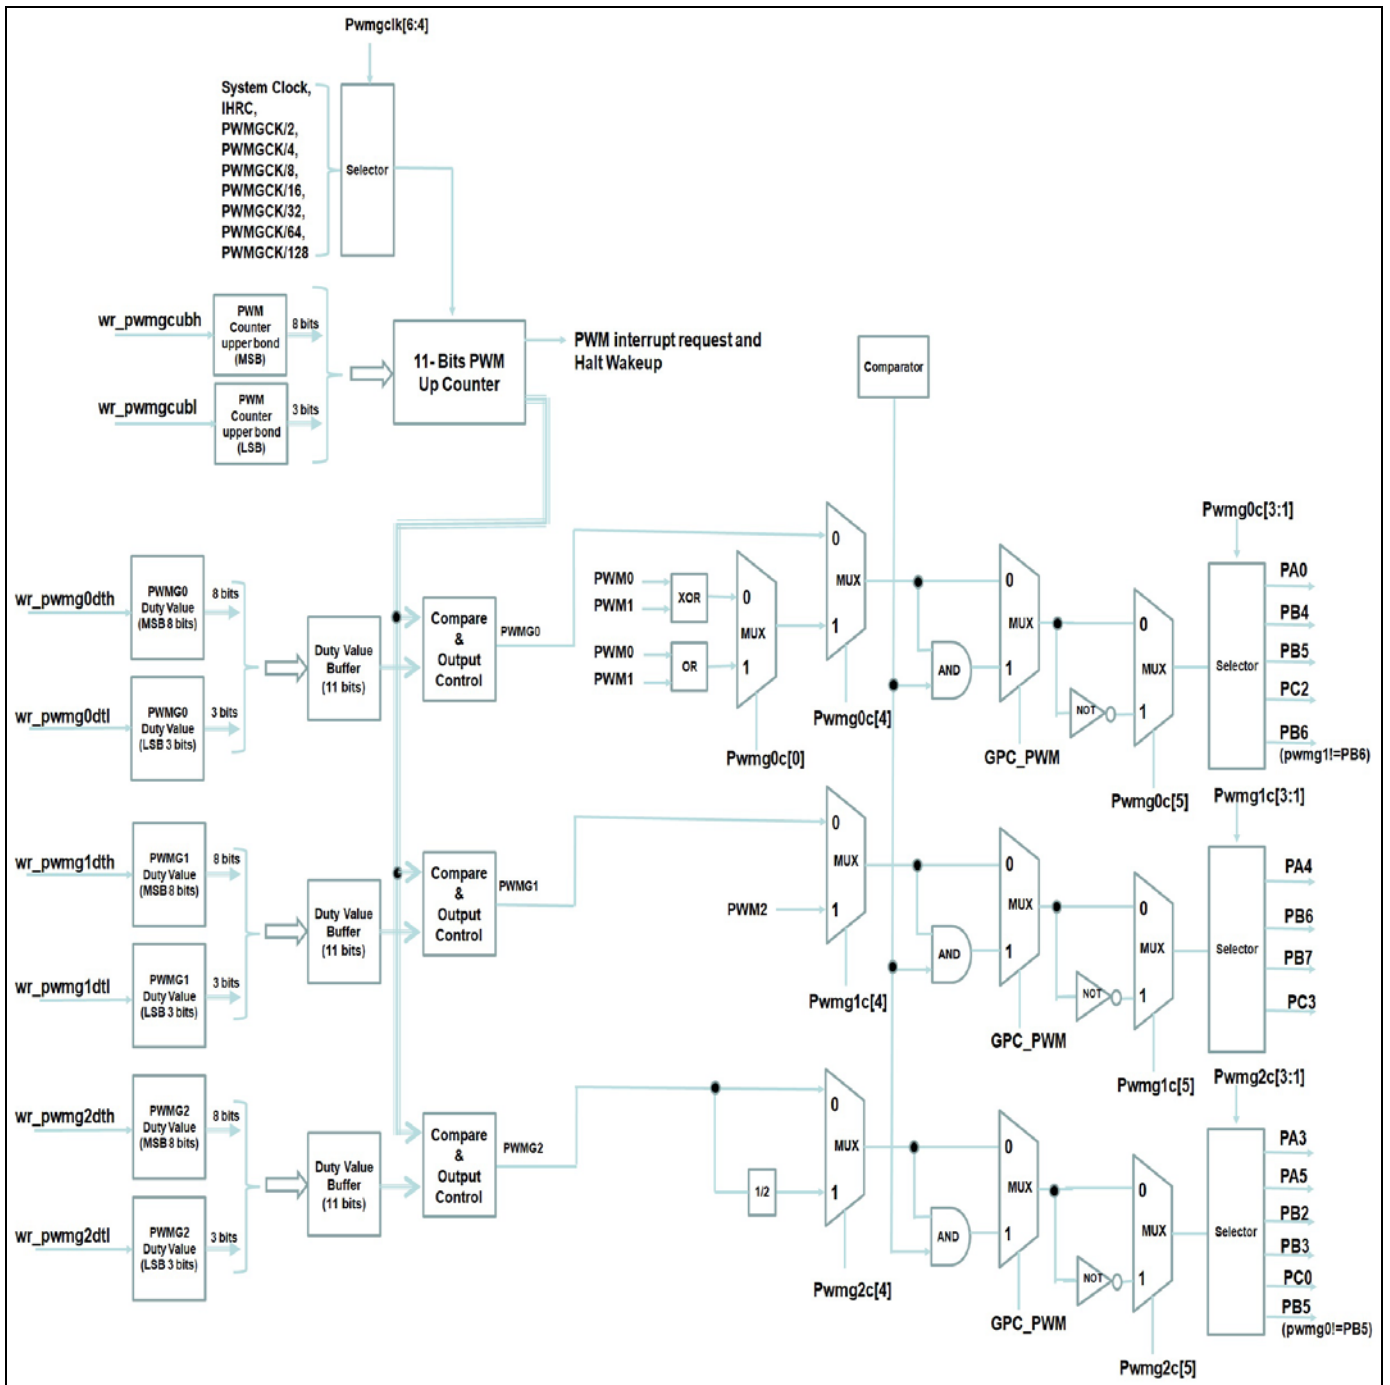 Pwmgclk[6:4]
System Clock,
IHRC,
PWMGCK/2,
PWMGCK/4,
PWMGCK/8,
PWMGCK/16,
PWMGCK/32,
PWMGCK/64,
PWMGCK/128
Selector
wr_pwmgcubh
PWM
Counter
upper bond
(MSB)
8 bits
wr_pwmgcubl
PWM
Counter
upper bond
(LSB)
3 bits
11- Bits PWM
Up Counter
PWM interrupt request and
Halt Wakeup
Comparator
wr_pwmg0dth
PWMG0
Duty Value
(MSB 8 bits)
8 bits
wr_pwmg0dtl
PWMG0
Duty Value
(LSB 3 bits)
3 bits
Duty Value
Buffer
(11 bits)
Compare
&
Output
Control
PWMG0
PWM0
PWM1
XOR
PWM0
PWM1
OR
0
MUX
1
Pwmg0c[0]
0
MUX
1
Pwmg0c[4]
AND
0
MUX
1
GPC_PWM
NOT
0
MUX
1
Pwmg0c[5]
Pwmg0c[3:1]
Selector
PA0
PB4
PB5
PC2
PB6
(pwmg1!=PB6)
wr_pwmg1dth
PWMG1
Duty Value
(MSB 8 bits)
8 bits
wr_pwmg1dtl
PWMG1
Duty Value
(LSB 3 bits)
3 bits
Duty Value
Buffer
(11 bits)
Compare
&
Output
Control
PWMG1
PWM2
0
MUX
1
Pwmg1c[4]
AND
0
MUX
1
GPC_PWM
NOT
0
MUX
1
Pwmg1c[5]
Pwmg1c[3:1]
Selector
PA4
PB6
PB7
PC3
wr_pwmg2dth
PWMG2
Duty Value
(MSB 8 bits)
8 bits
wr_pwmg2dtl
PWMG2
Duty Value
(LSB 3 bits)
3 bits
Duty Value
Buffer
(11 bits)
Compare
&
Output
Control
PWMG2
1/2
0
MUX
1
Pwmg2c[4]
AND
0
MUX
1
GPC_PWM
NOT
0
MUX
1
Pwmg2c[5]
Pwmg2c[3:1]
Selector
PA3
PA5
PB2
PB3
PC0
PB5
(pwmg0!=PB5)